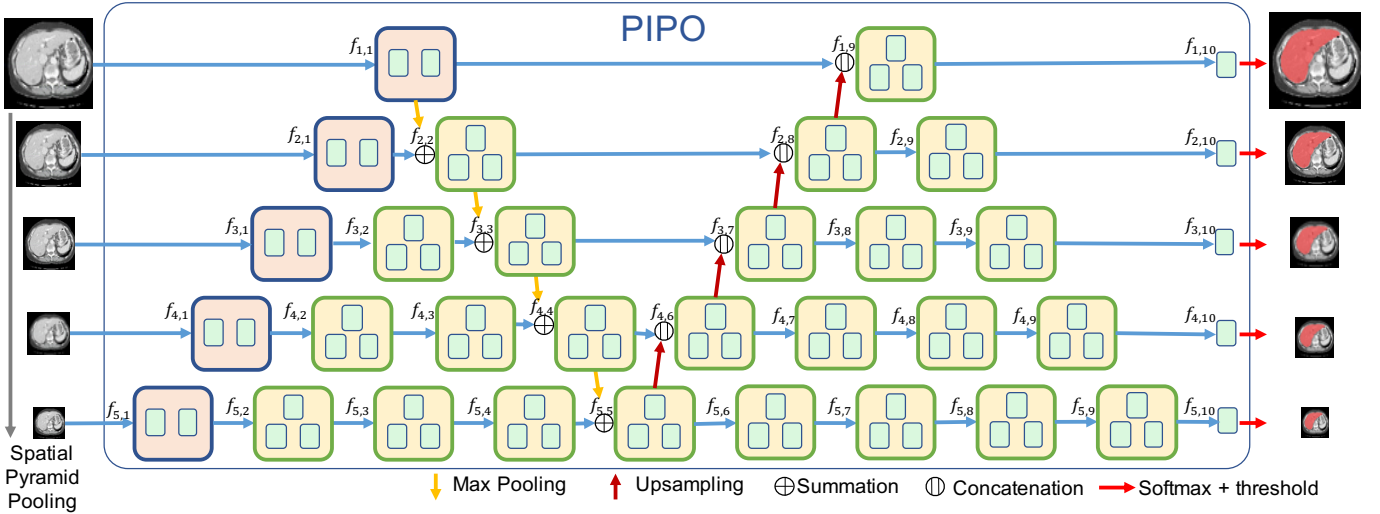 PIPO
f1,1
f1,9
f1,10
f2,1
f2,2
f2,8
f2,9
f2,10
f3,1
f3,2
f3,3
f3,7
f3,8
f3,9
f3,10
f4,1
f4,2
f4,3
f4,4
f4,6
f4,7
f4,8
f4,9
f4,10
f5,1
f5,2
f5,3
f5,4
f5,5
f5,6
f5,7
f5,8
f5,9
f5,10
Spatial
Pyramid
Pooling
Max Pooling
Upsampling
Summation
Concatenation
Softmax + threshold